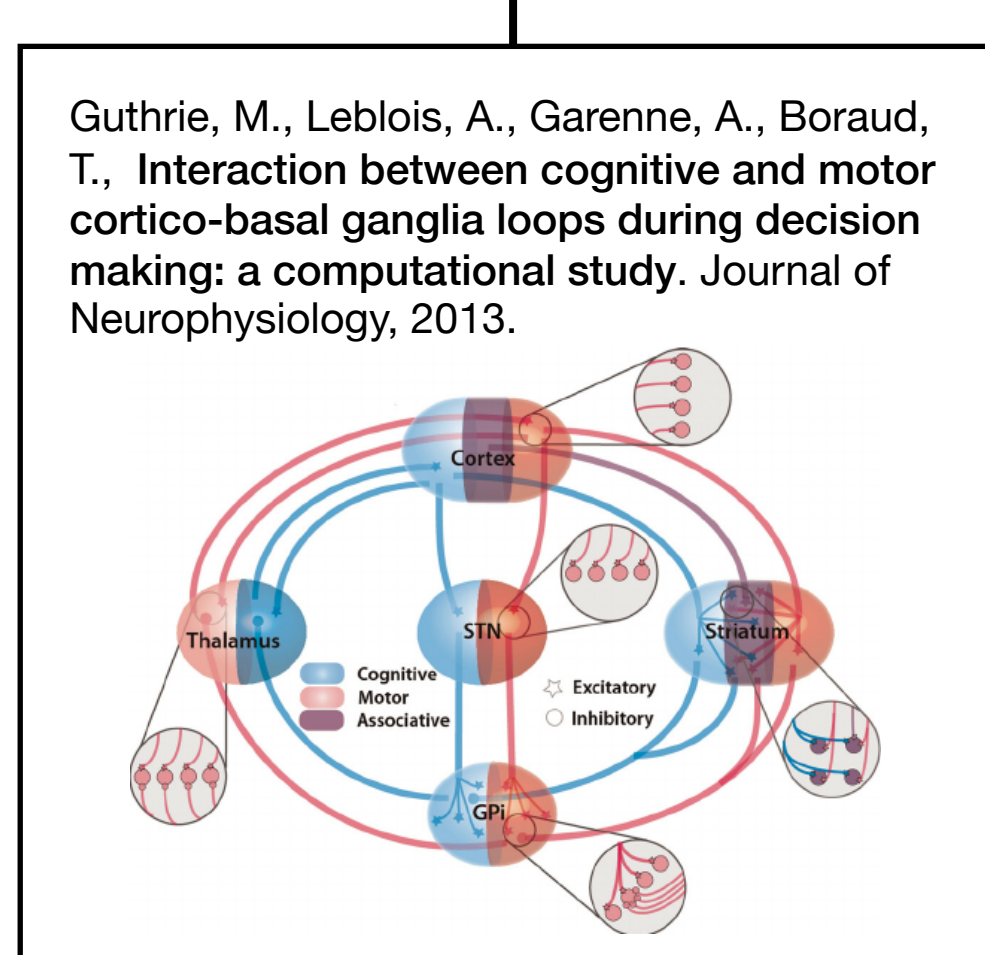 Guthrie, M., Leblois, A., Garenne, A., Boraud,
T.,  Interaction between cognitive and motor
cortico-basal ganglia loops during decision
making: a computational study. Journal of
Neurophysiology, 2013.
Cortex
Thalamus
STN
Striatum
Cognitive
Motor
Associative
Excitatory
Inhibitory
GPi